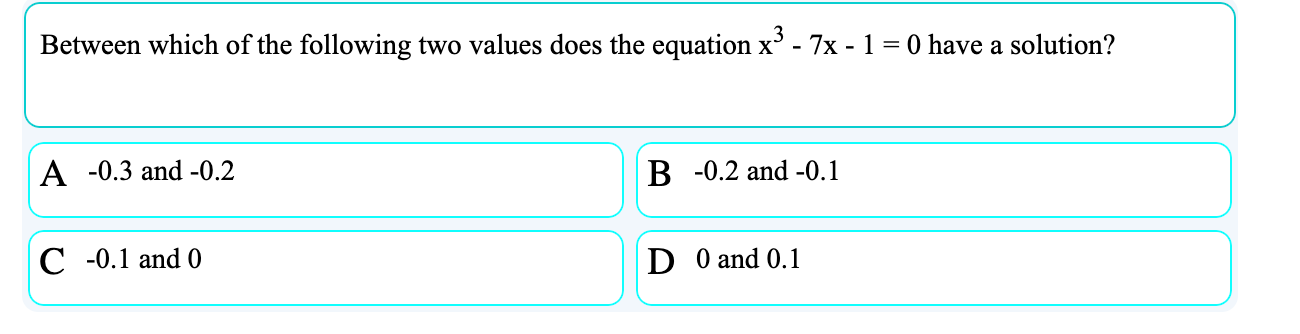 Between which of the following two values does the equation x³ - 7x - 1 = 0 have a solution?
A -0.3 and -0.2
B -0.2 and -0.1
C -0.1 and 0
D 0 and 0.1